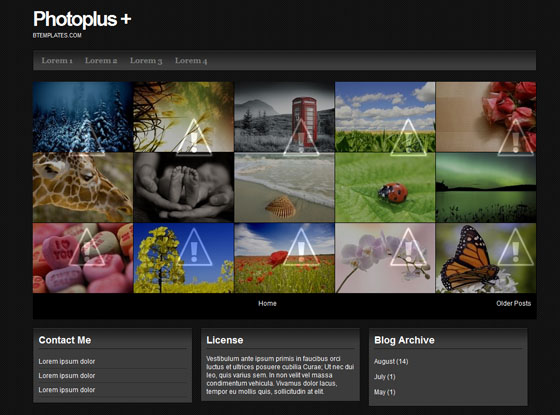 Photoplus +
BTEMPLATES.COM
Lorem 1 Lorem 2 Lorem 3 Lorem 4
I LOVE YOU
Home Older Posts
Contact Me
Lorem ipsum dolor
Lorem ipsum dolor
Lorem ipsum dolor
License
Vestibulum ante ipsum primis in faucibus orci
luctus et ultrices posuere cubilia Curae; Ut nec dui
leo, quis varius sem. In non velit vel massa
condimentum vehicula. Vivamus dolor lacus,
tempor eu mollis quis, sollicitudin at elit.
Blog Archive
August (14)
July (1)
May (1)